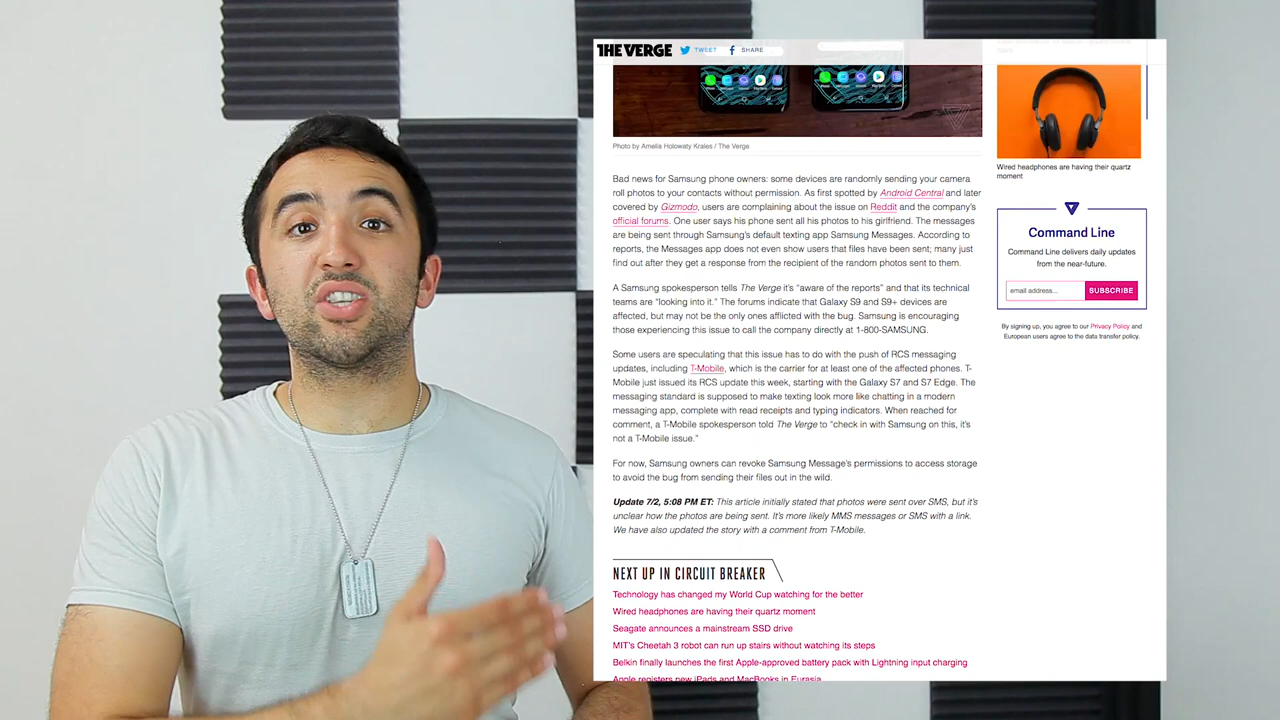 THE VERGE TWEET SHARE
Photo by Amelia Holowaty Krales / The Verge
Bad news for Samsung phone owners: some devices are randomly sending your camera
roll photos to your contacts without permission. As first spotted by Android Central and later
covered by Gizmodo, users are complaining about the issue on Reddit and the company's
official forums. One user says his phone sent all his photos to his girlfriend. The messages
are being sent through Samsung's default texting app Samsung Messages. According to
reports, the Messages app does not even show users that files have been sent; many just
find out after they get a response from the recipient of the random photos sent to them.
A Samsung spokesperson tells The Verge it's “aware of the reports” and that its technical
teams are “looking into it.” The forums indicate that Galaxy S9 and S9+ devices are
affected, but may not be the only ones afflicted with the bug. Samsung is encouraging
those experiencing this issue to call the company directly at 1-800-SAMSUNG.
Some users are speculating that this issue has to do with the push of RCS messaging
updates, including T-Mobile, which is the carrier for at least one of the affected phones. T-
Mobile just issued its RCS update this week, starting with the Galaxy S7 and S7 Edge. The
messaging standard is supposed to make texting look more like chatting in a modern
messaging app, complete with read receipts and typing indicators. When reached for
comment, a T-Mobile spokesperson told The Verge to “check in with Samsung on this, it's
not a T-Mobile issue.”
For now, Samsung owners can revoke Samsung Message's permissions to access storage
to avoid the bug from sending their files out in the wild.
Update 7/2, 5:08 PM ET: This article initially stated that photos were sent over SMS, but it's
unclear how the photos are being sent. It's more likely MMS messages or SMS with a link.
We have also updated the story with a comment from T-Mobile.
NEXT UP IN CIRCUIT BREAKER
Technology has changed my World Cup watching for the better
Wired headphones are having their quartz moment
Seagate announces a mainstream SSD drive
MIT's Cheetah 3 robot can run up stairs without watching its steps
Belkin finally launches the first Apple-approved battery pack with Lightning input charging
Apple registers new iPads and MacBooks in Eurasia
Wired headphones are having their quartz
moment
Command Line
Command Line delivers daily updates
from the near-future.
email address... SUBSCRIBE
By signing up, you agree to our Privacy Policy and
European users agree to the data transfer policy.